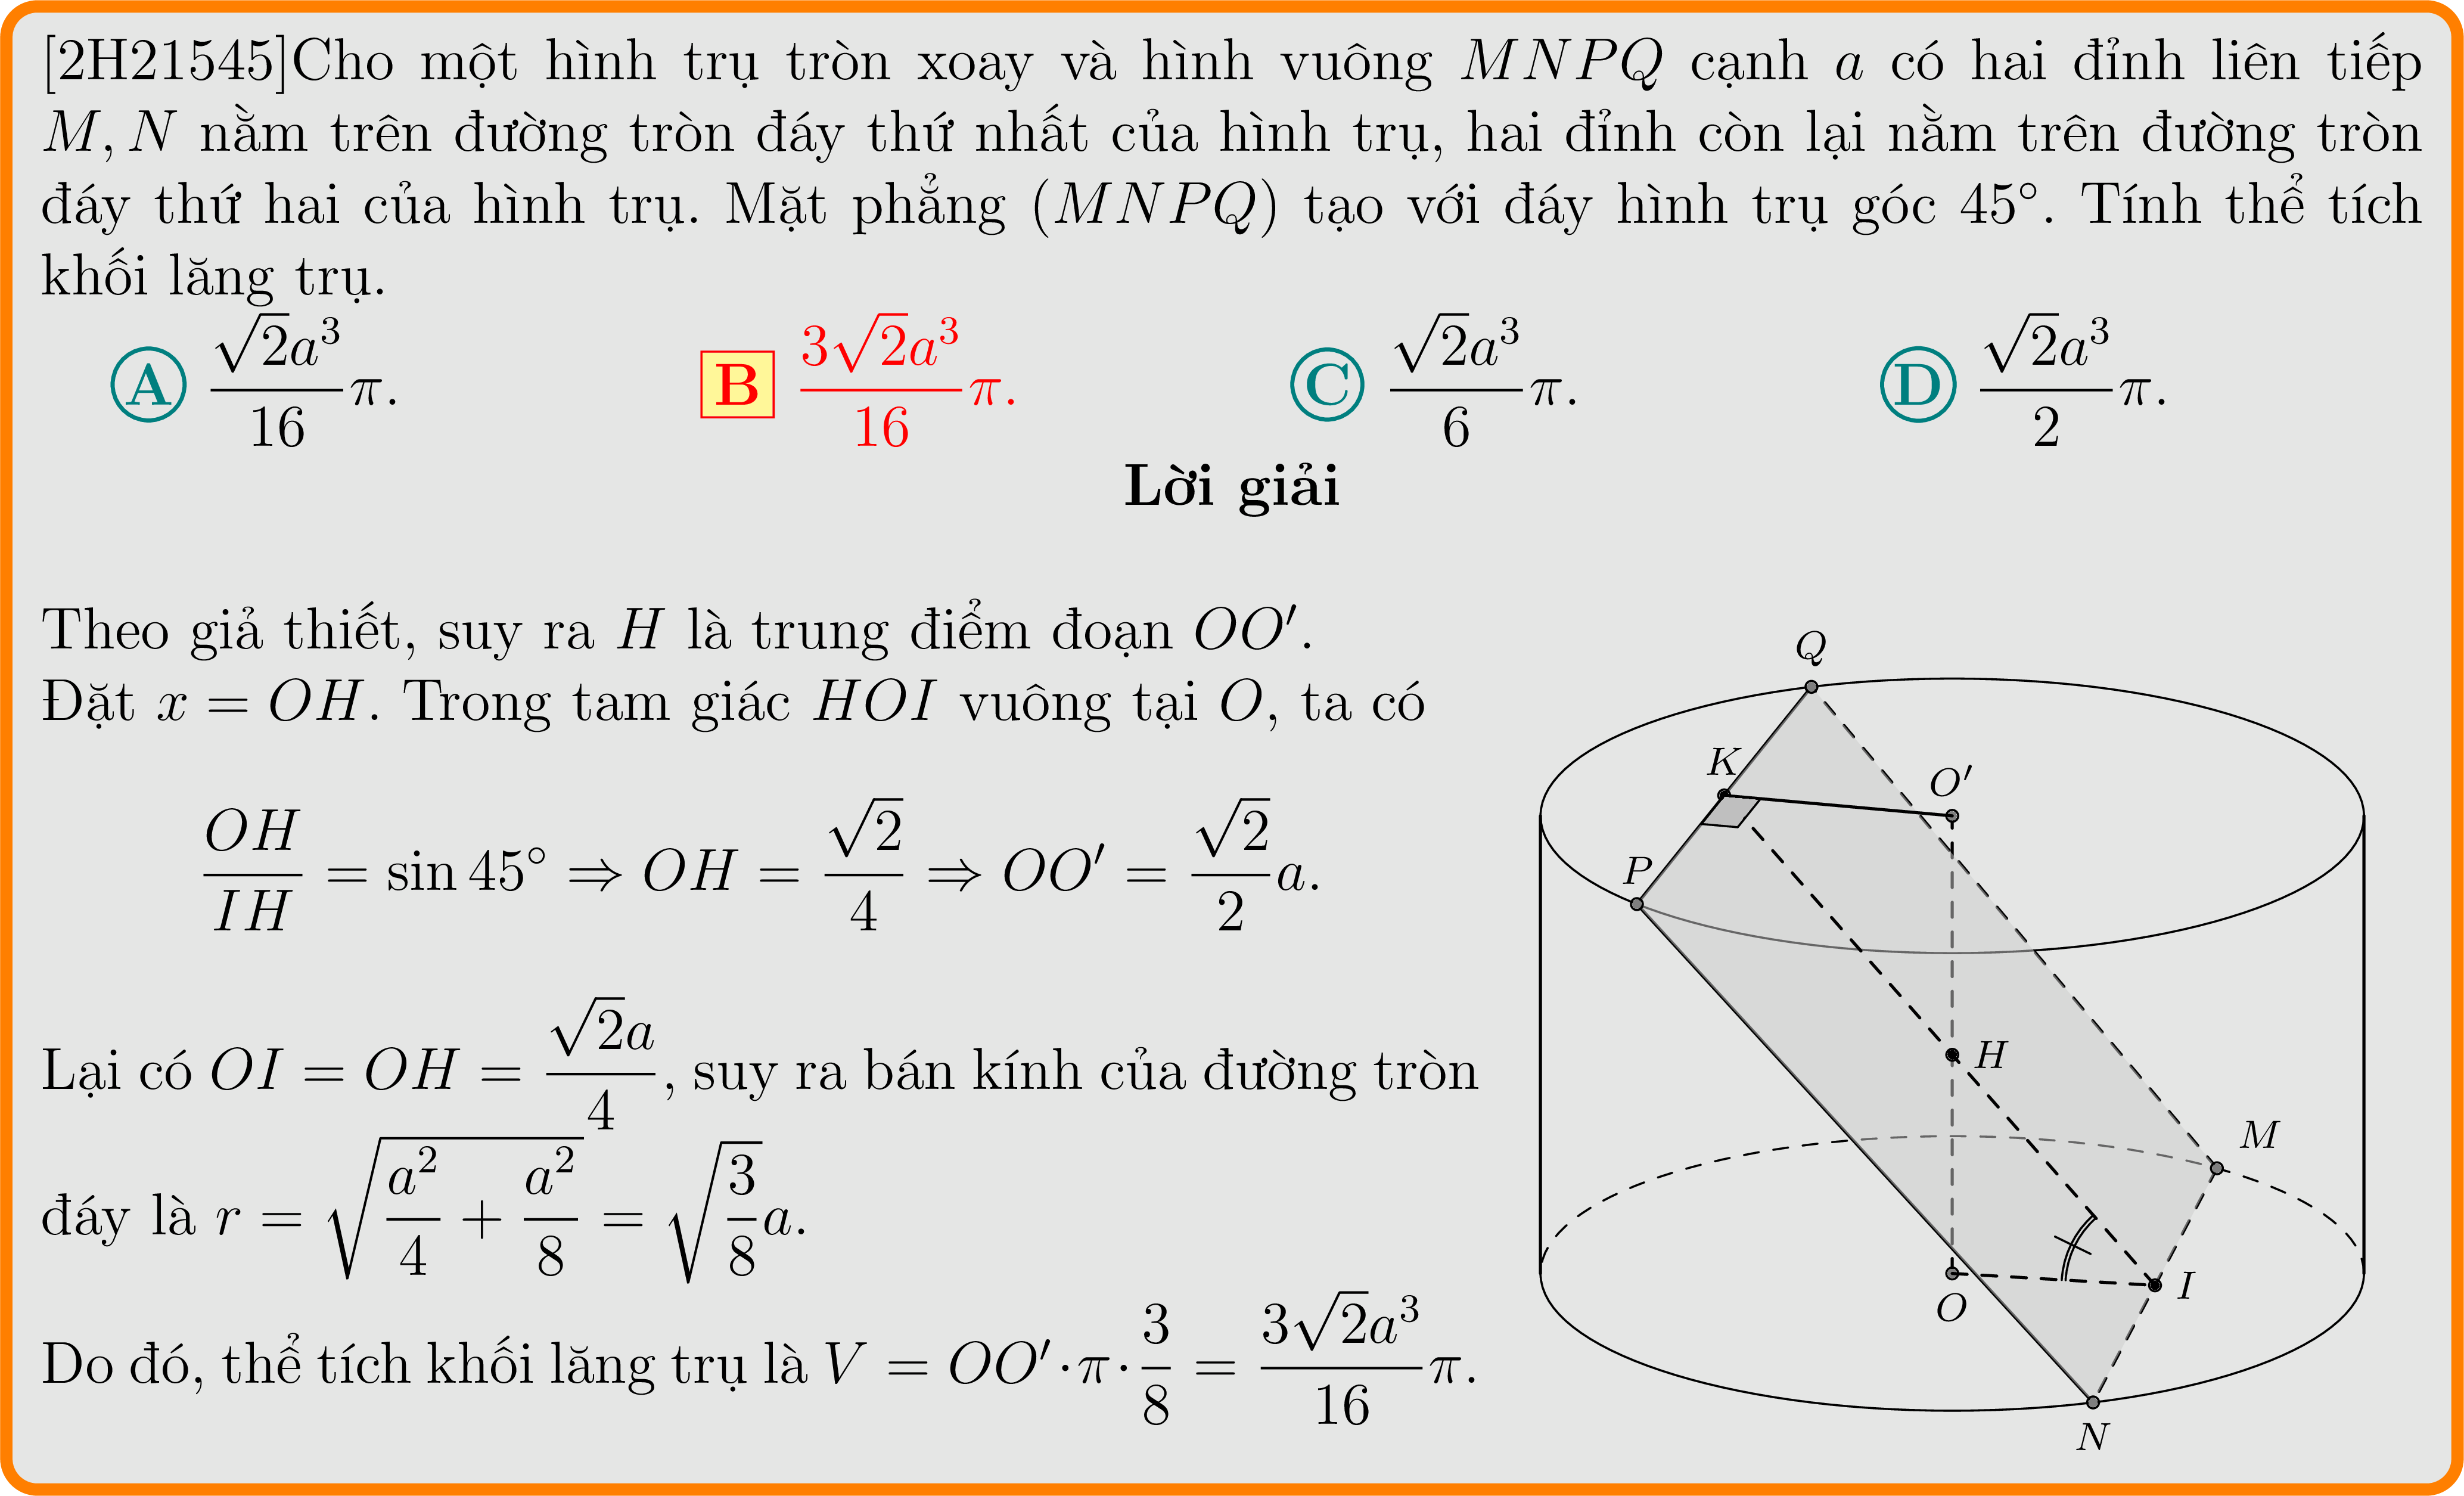 [2H21545]Cho một hình trụ tròn xoay và hình vuông MNPQ cạnh a có hai đỉnh liên tiếp
M, N nằm trên đường tròn đáy thứ nhất của hình trụ, hai đỉnh còn lại nằm trên đường tròn
đáy thứ hai của hình trụ. Mặt phẳng (MNPQ) tạo với đáy hình trụ góc 45°. Tính thể tích
khối lăng trụ.
A $\frac{\sqrt{2}a^3}{16}\pi$. B $\frac{3\sqrt{2}a^3}{16}\pi$. C $\frac{\sqrt{2}a^3}{6}\pi$. D $\frac{\sqrt{2}a^3}{2}\pi$.
Lời giải
Theo giả thiết, suy ra H là trung điểm đoạn OO′.
Đặt x = OH. Trong tam giác HOI vuông tại O, ta có
$\frac{OH}{IH} = \sin 45^\circ \Rightarrow OH = \frac{\sqrt{2}}{4} \Rightarrow OO' = \frac{\sqrt{2}}{2}a.$
Lại có $OI = OH = \frac{\sqrt{2}a}{4}$, suy ra bán kính của đường tròn
đáy là $r = \sqrt{\frac{a^2}{4} + \frac{a^2}{8}} = \sqrt{\frac{3}{8}}a.$
Do đó, thể tích khối lăng trụ là $V = OO' \cdot \pi \cdot \frac{3}{8} = \frac{3\sqrt{2}a^3}{16}\pi.$
Q
K
O′
P
H
M
I
O
N